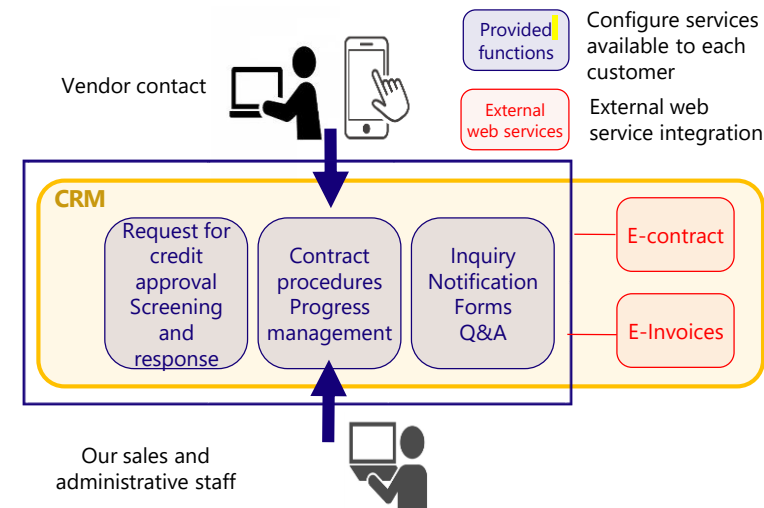 Provided
functions
Configure services
available to each
customer
Vendor contact
External
web services
External web
service integration
CRM
Request for
credit
approval
Screening
and
response
Contract
procedures
Progress
management
Inquiry
Notification
Forms
Q&A
E-contract
E-Invoices
Our sales and
administrative staff